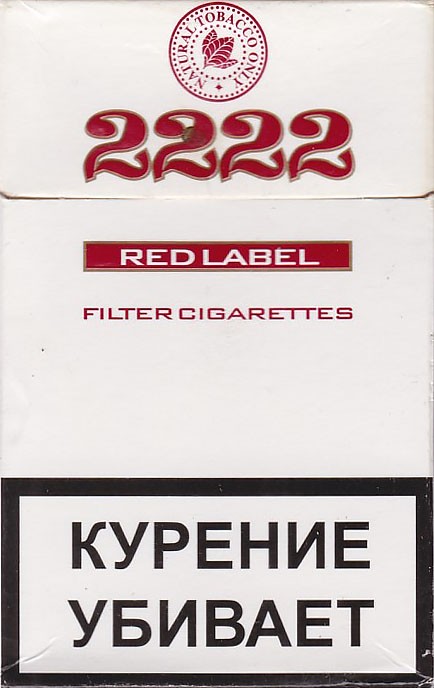 NATURAL TOBACCO ONLY
2222
RED LABEL
FILTER CIGARETTES
КУРЕНИЕ
УБИВАЕТ